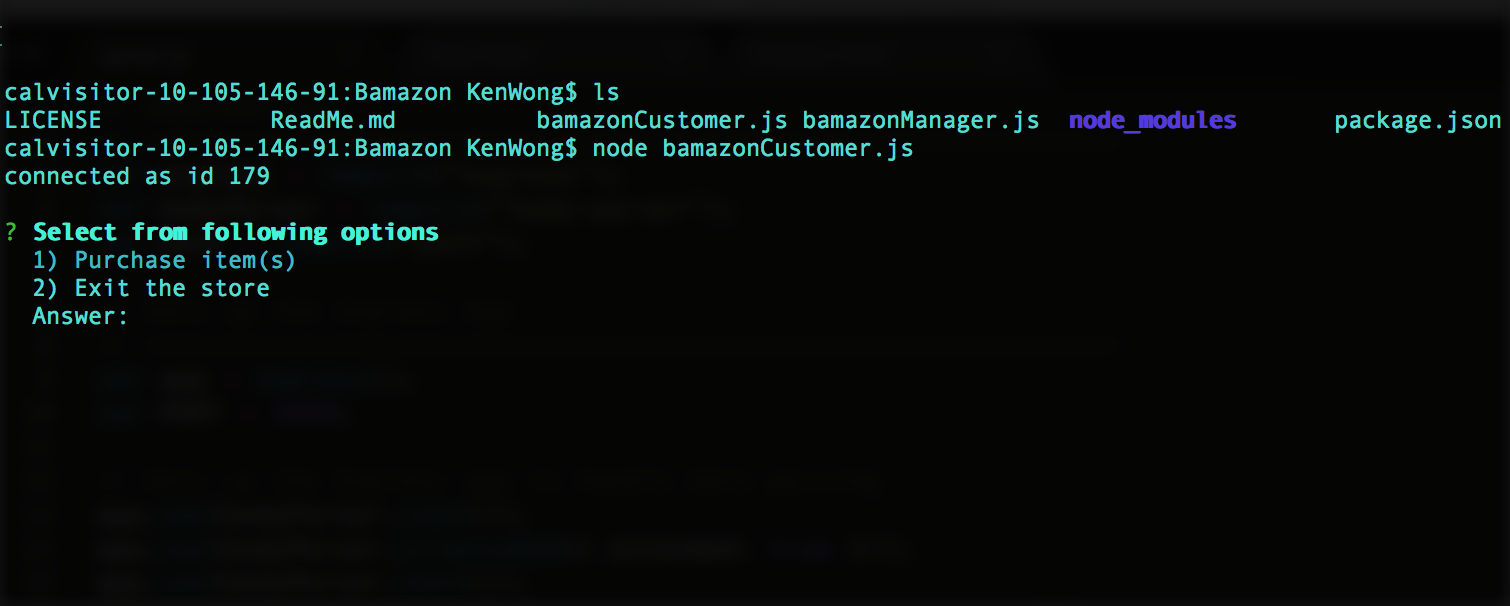 calvisitor-10-105-146-91:Bamazon KenWong$ ls
LICENSE ReadMe.md bamazonCustomer.js bamazonManager.js node_modules package.json
calvisitor-10-105-146-91:Bamazon KenWong$ node bamazonCustomer.js
connected as id 179
? Select from following options
1) Purchase item(s)
2) Exit the store
Answer: